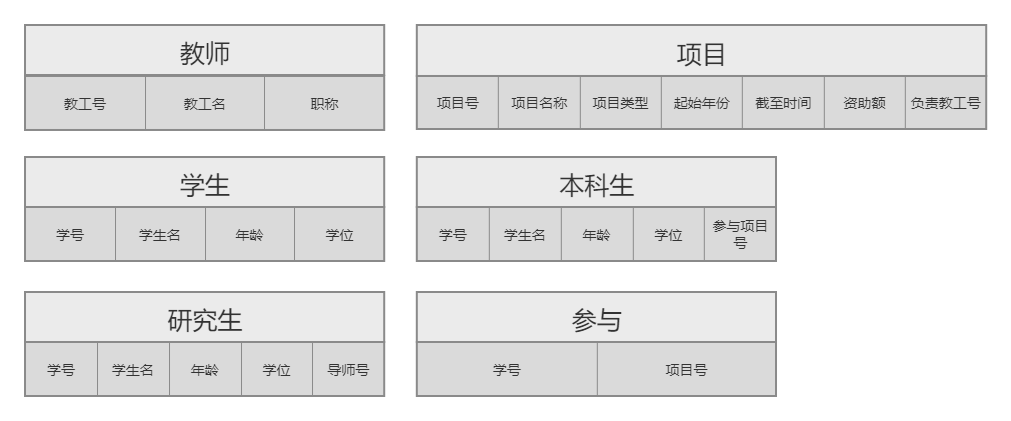 教师
教工号 教工名 职称
项目
项目号 项目名称 项目类型 起始年份 截至时间 资助额 负责教工号
学生
学号 学生名 年龄 学位
本科生
学号 学生名 年龄 学位 参与项目
号
研究生
学号 学生名 年龄 学位 导师号
参与
学号 项目号